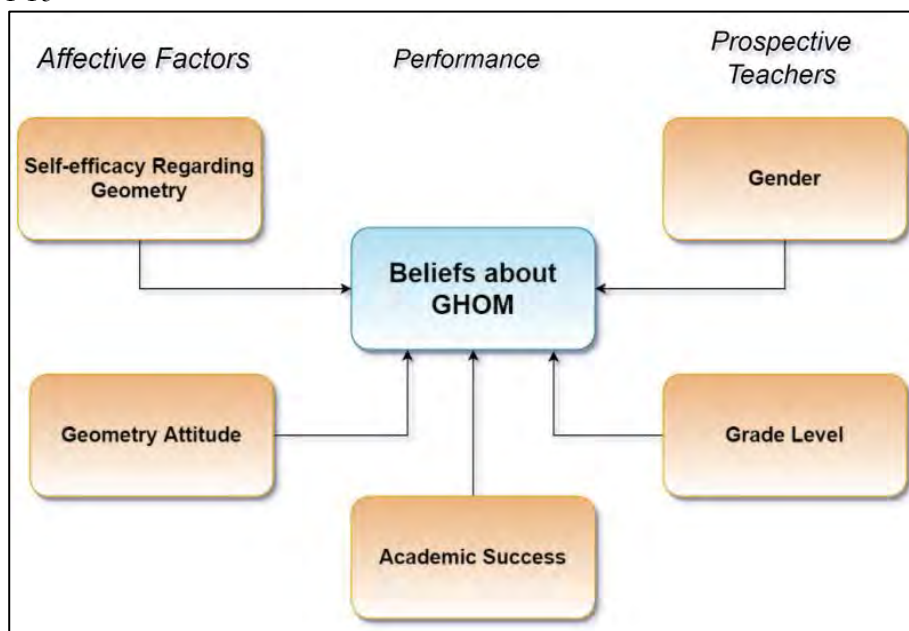 Affective Factors
Performance
Prospective
Teachers
Self-efficacy Regarding
Geometry
Gender
Beliefs about
GHOM
Geometry Attitude
Grade Level
Academic Success